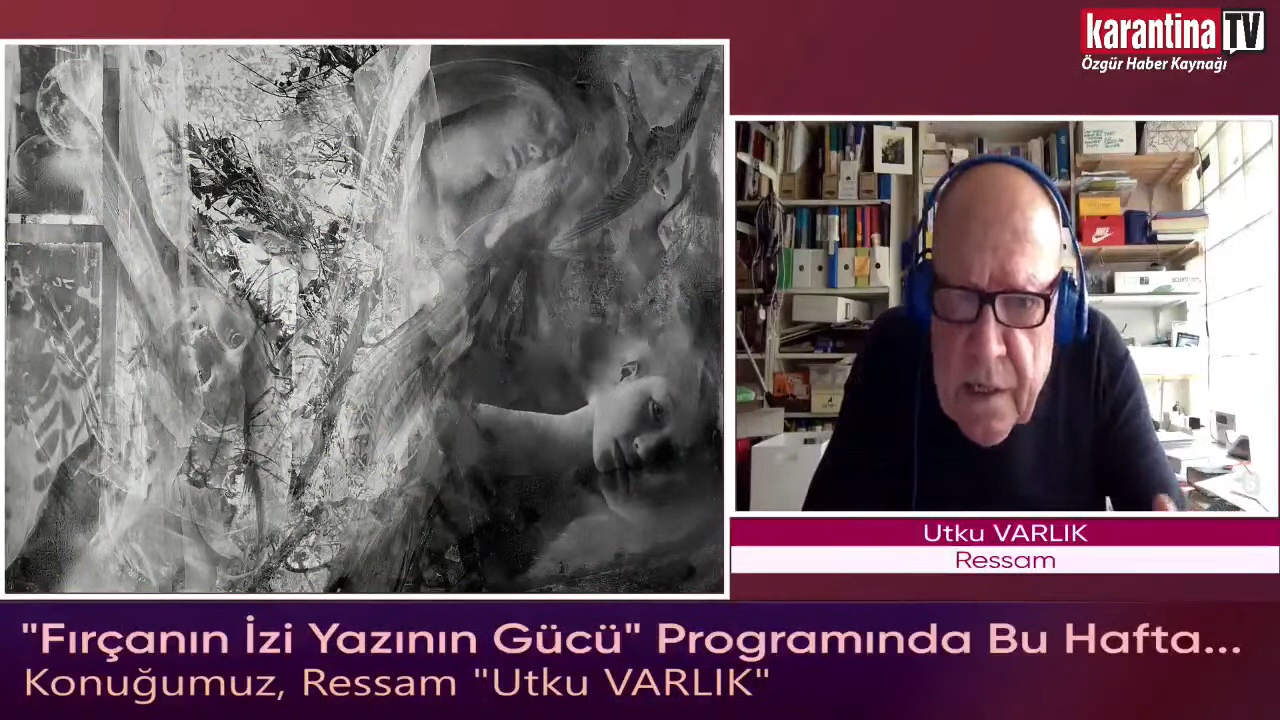 karantina TV
Özgür Haber Kaynağı
Utku VARLIK
Ressam
"Fırçanın İzi Yazının Gücü" Programında Bu Hafta...
Konuğumuz, Ressam "Utku VARLIK"